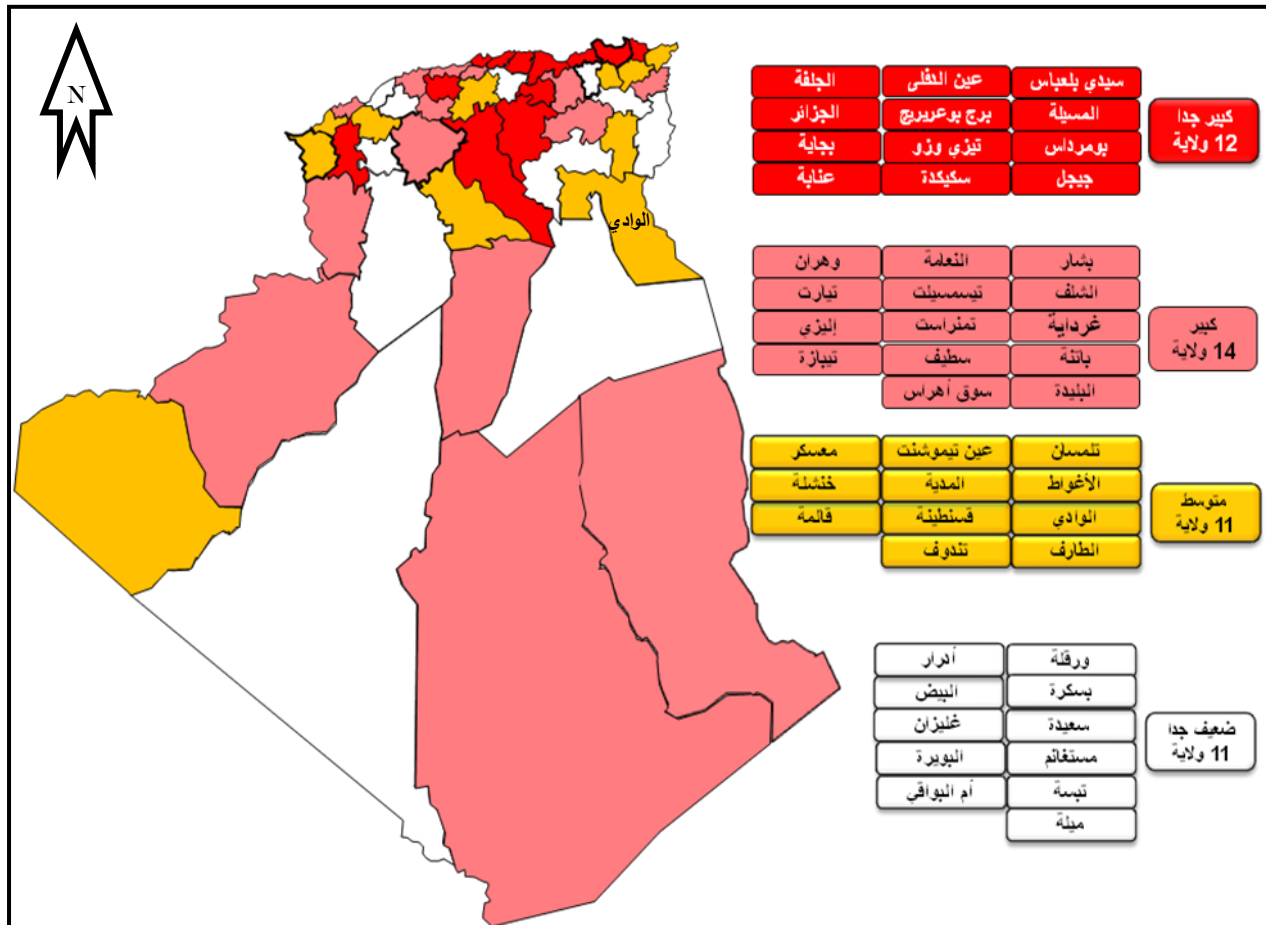 N
الوادي
كبير جدا
12 ولاية
سيدي بلعباس
عين الدفلى
الجلفة
المسيلة
برج بوعريريج
الجزائر
بومرداس
تيزي وزو
بجاية
جيجل
سكيكدة
عنابة
كبير
14 ولاية
بشار
النعامة
وهران
الشلف
تيسمسيلت
تيارت
غرداية
تمنراست
إليزي
باتنة
سطيف
تيبازة
البليدة
سوق أهراس
متوسط
11 ولاية
تلمسان
عين تيموشنت
معسكر
الأغواط
المدية
خنشلة
الوادي
قسنطينة
قالمة
الطارف
تندوف
ضعيف جدا
11 ولاية
ورقلة
أدرار
بسكرة
البيض
سعيدة
غليزان
مستغانم
البويرة
تبسة
أم البواقي
ميلة